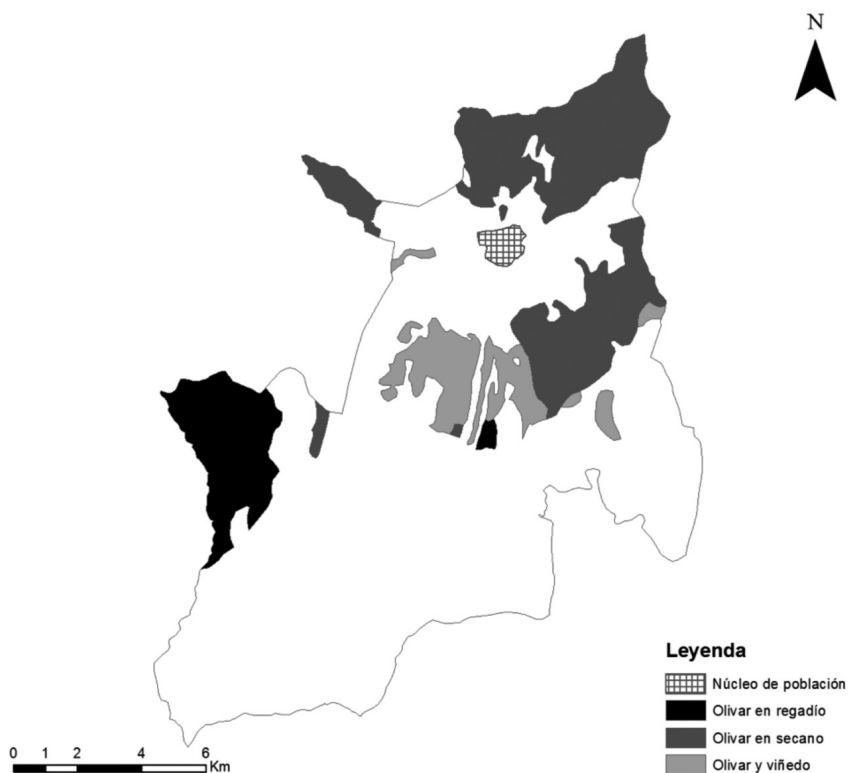 N
Leyenda
Núcleo de población
Olivar en regadío
Olivar en secano
Olivar y viñedo
0 1 2 4 6
Km